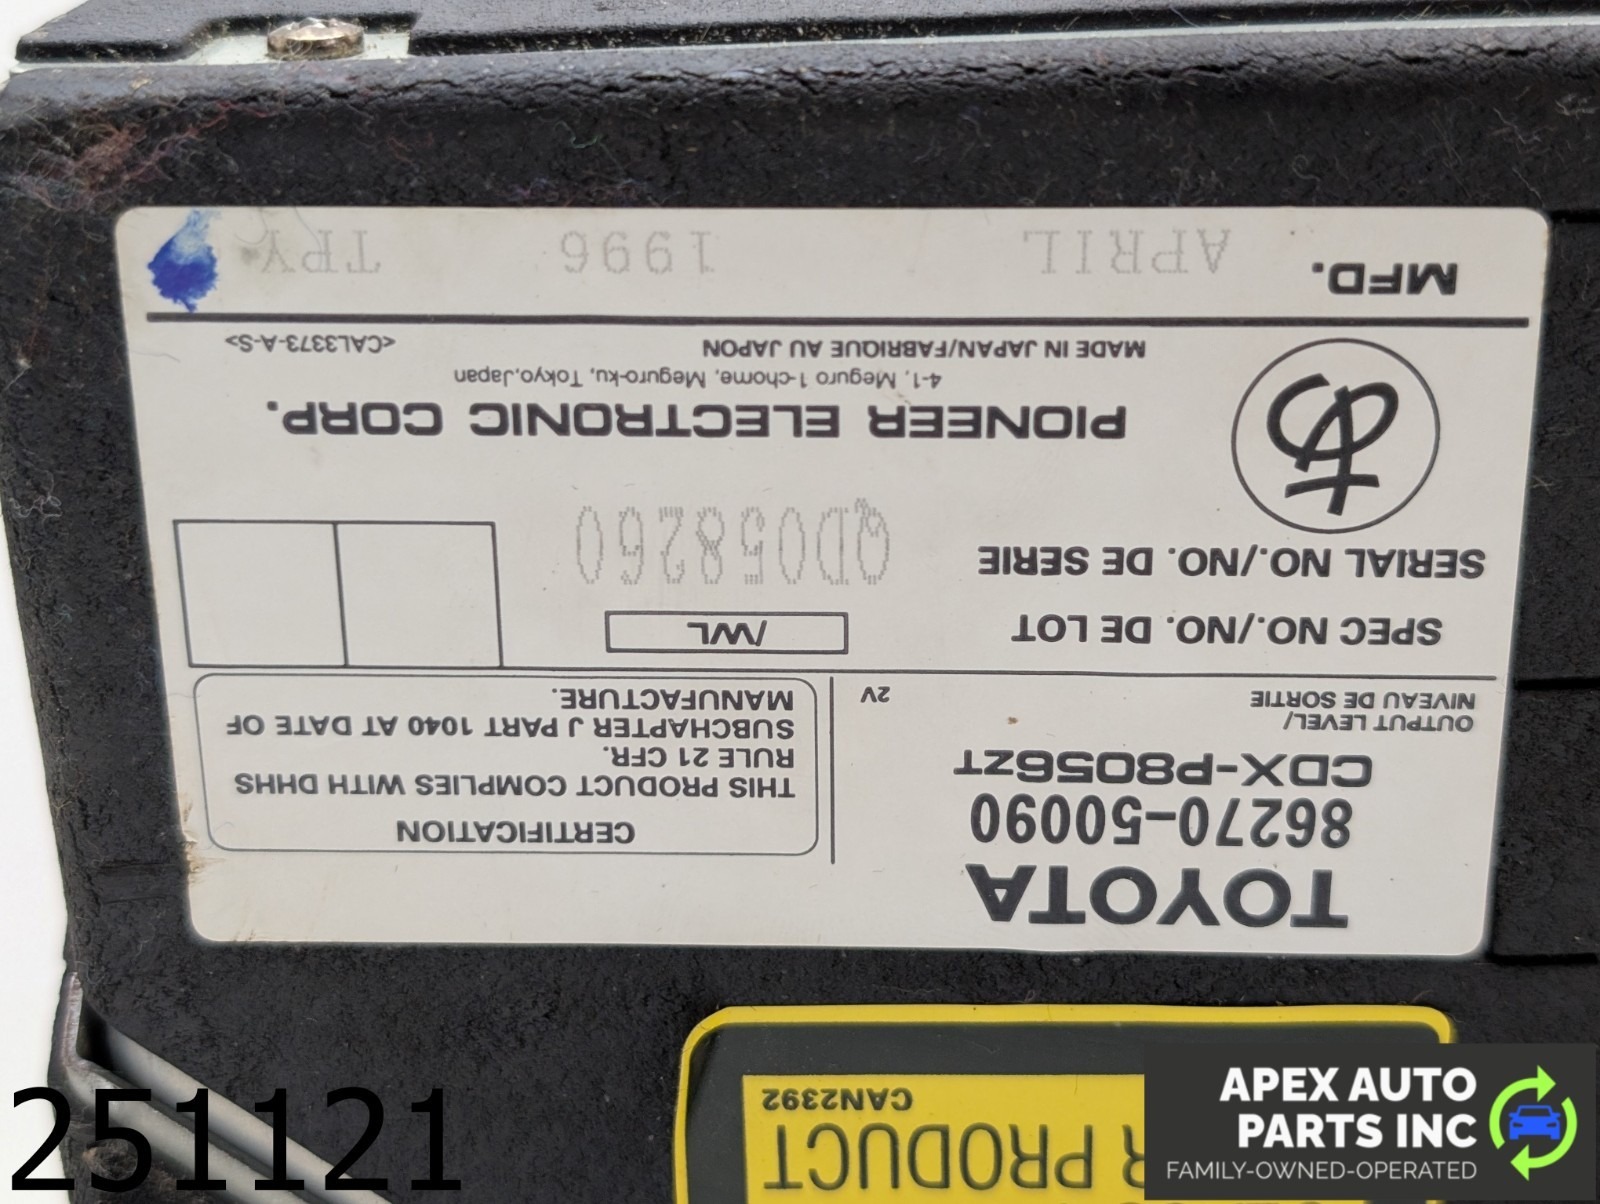 TOYOTA
86270-50090
CDX-P8056ZT
OUTPUT LEVEL/
NIVEAU DE SORTIE
2V
CERTIFICATION
THIS PRODUCT COMPLIES WITH DHHS
RULE 21 CFR.
SUBCHAPTER J PART 1040 AT DATE OF
MANUFACTURE.
SPEC NO./NO. DE LOT
/WL
SERIAL NO./NO. DE SERIE
QD058260
PIONEER ELECTRONIC CORP.
4-1, Meguro 1-chome, Meguro-ku, Tokyo,Japan
MADE IN JAPAN/FABRIQUE AU JAPON
<CAL3373-A-S>
MFD.
APRIL 1996 TPY
R PRODUCT
CAN2392
251121
APEX AUTO
PARTS INC
FAMILY-OWNED-OPERATED